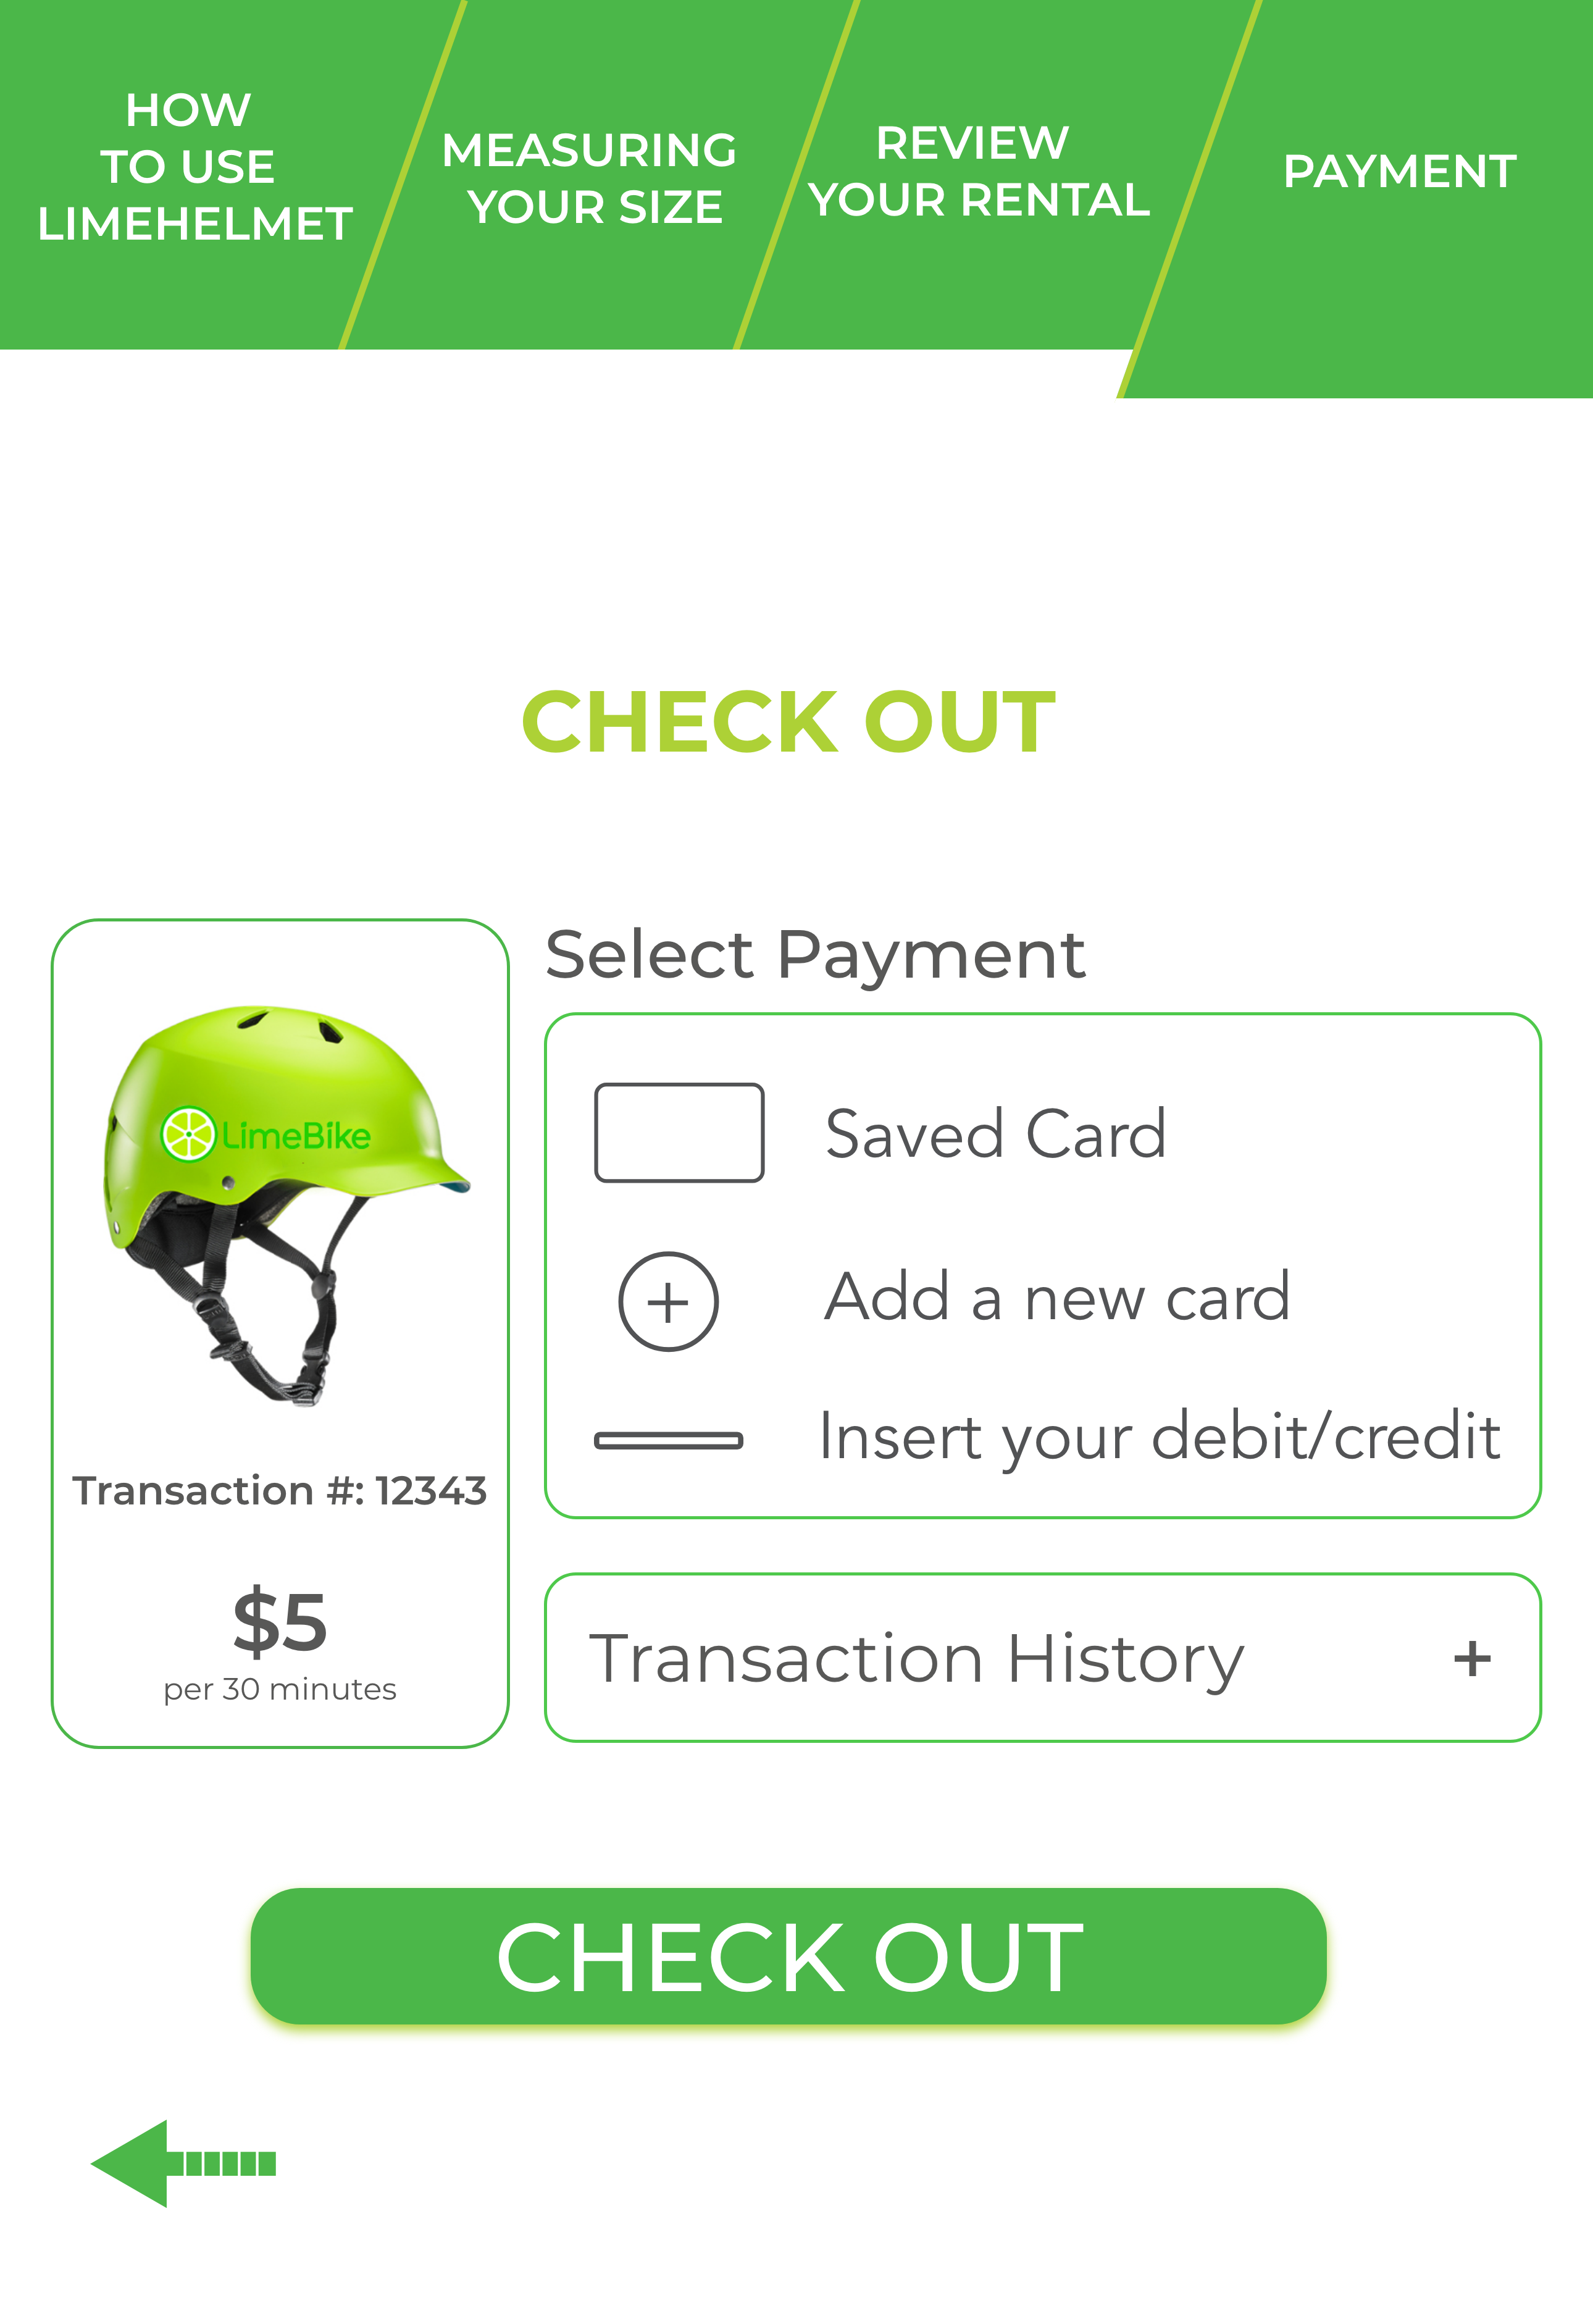 HOW
TO USE
LIMEHELMET
MEASURING
YOUR SIZE
REVIEW
YOUR RENTAL
PAYMENT
CHECK OUT
LimeBike
Transaction #: 12343
$5
per 30 minutes
Select Payment
Saved Card
Add a new card
Insert your debit/credit
Transaction History +
CHECK OUT